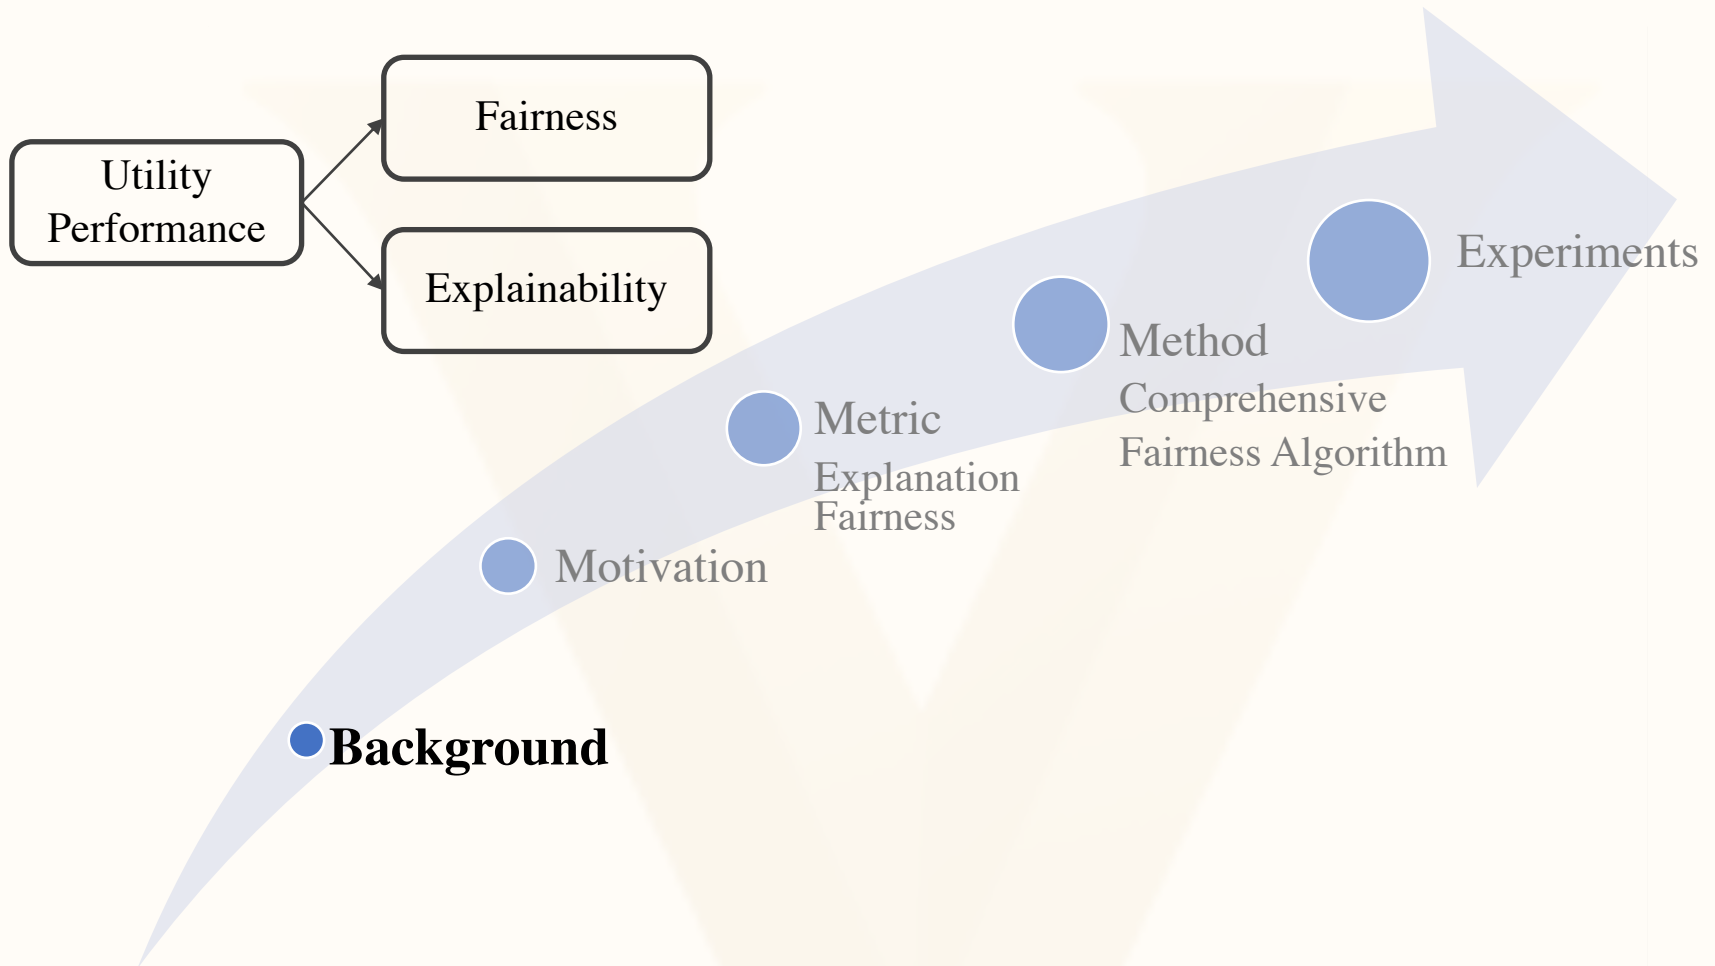 Utility
Performance
Fairness
Explainability
Background
Motivation
Metric
Explanation
Fairness
Method
Comprehensive
Fairness Algorithm
Experiments